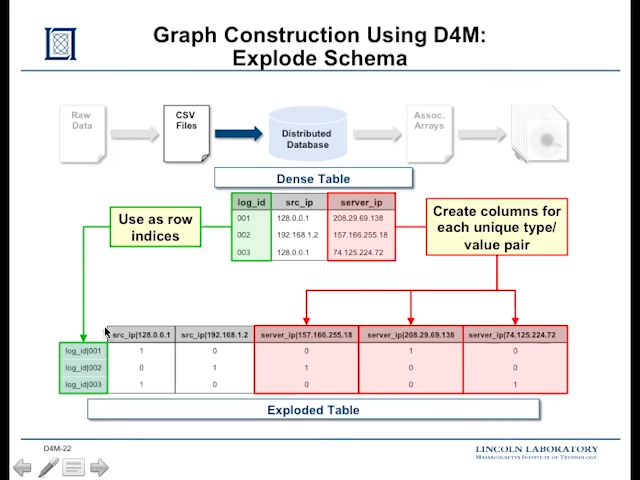 Graph Construction Using D4M:
Explode Schema
Raw
Data
CSV
Files
Distributed
Database
Assoc.
Arrays
Dense Table
Use as row
indices
log_id src_ip server_ip
001 128.0.0.1 208.29.69.138
002 192.168.1.2 157.166.255.18
003 128.0.0.1 74.125.224.72
Create columns for
each unique type/
value pair
src_ip|128.0.0.1 src_ip|192.168.1.2 server_ip|157.166.255.18 server_ip|208.29.69.138 server_ip|74.125.224.72
log_id|001 1 0 0 1 0
log_id|002 0 1 1 0 0
log_id|003 1 0 0 0 1
Exploded Table
D4M-22
LINCOLN LABORATORY
MASSACHUSETTS INSTITUTE OF TECHNOLOGY